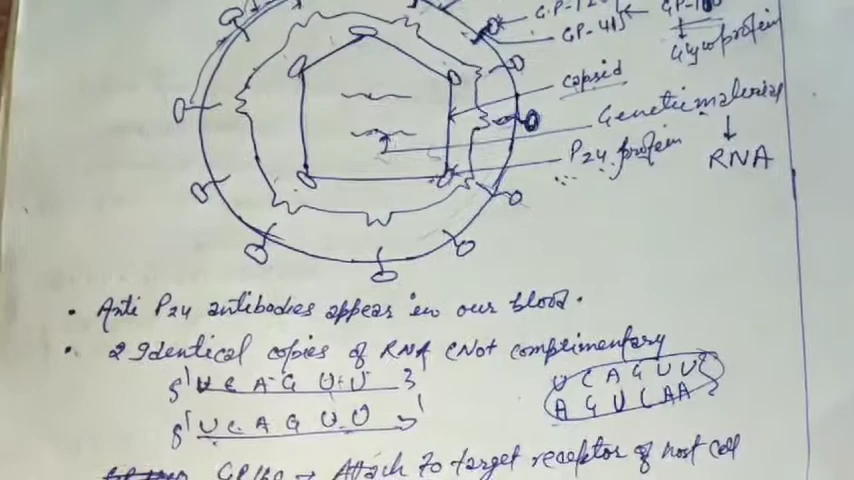 GP-120
GP-41
GP-160
Glycoprotein
capsid
Genetic material
RNA
P24 protein
• Anti P24 antibodies appear in our blood.
• 2 Identical copies of RNA (Not complimentary
5' U C A G U U 3'
5' U C A G U U 3'
U C A G U U
A G U C A A
GP160 → Attach to target receptor of host cell